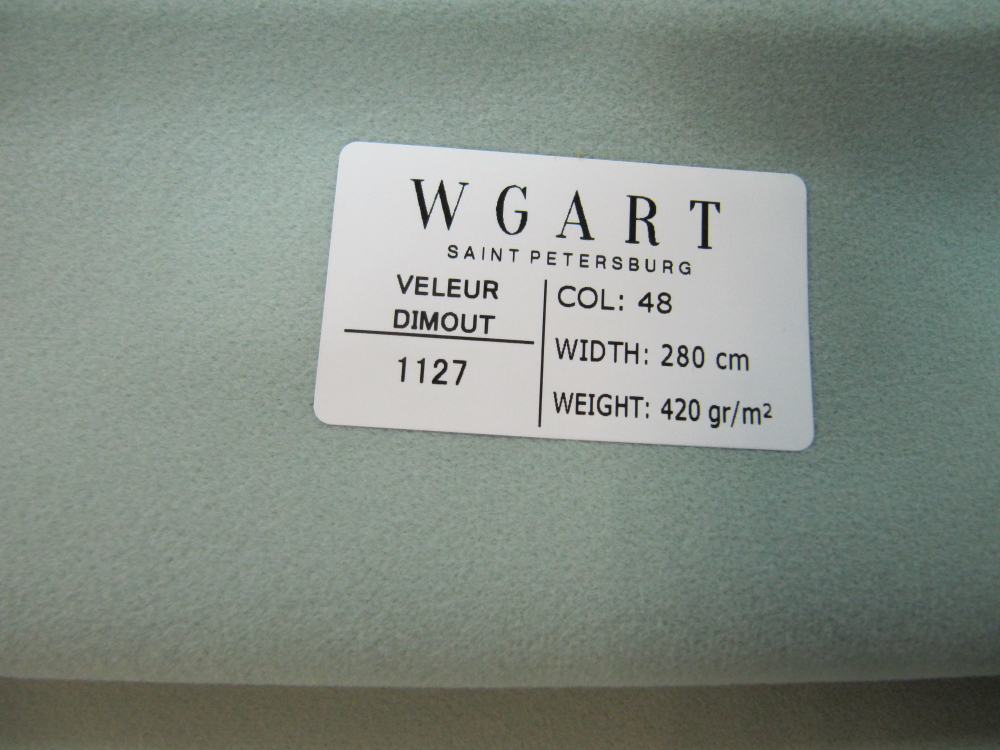 WGART
SAINT PETERSBURG
VELEUR
DIMOUT
1127
COL: 48
WIDTH: 280 cm
WEIGHT: 420 gr/m²